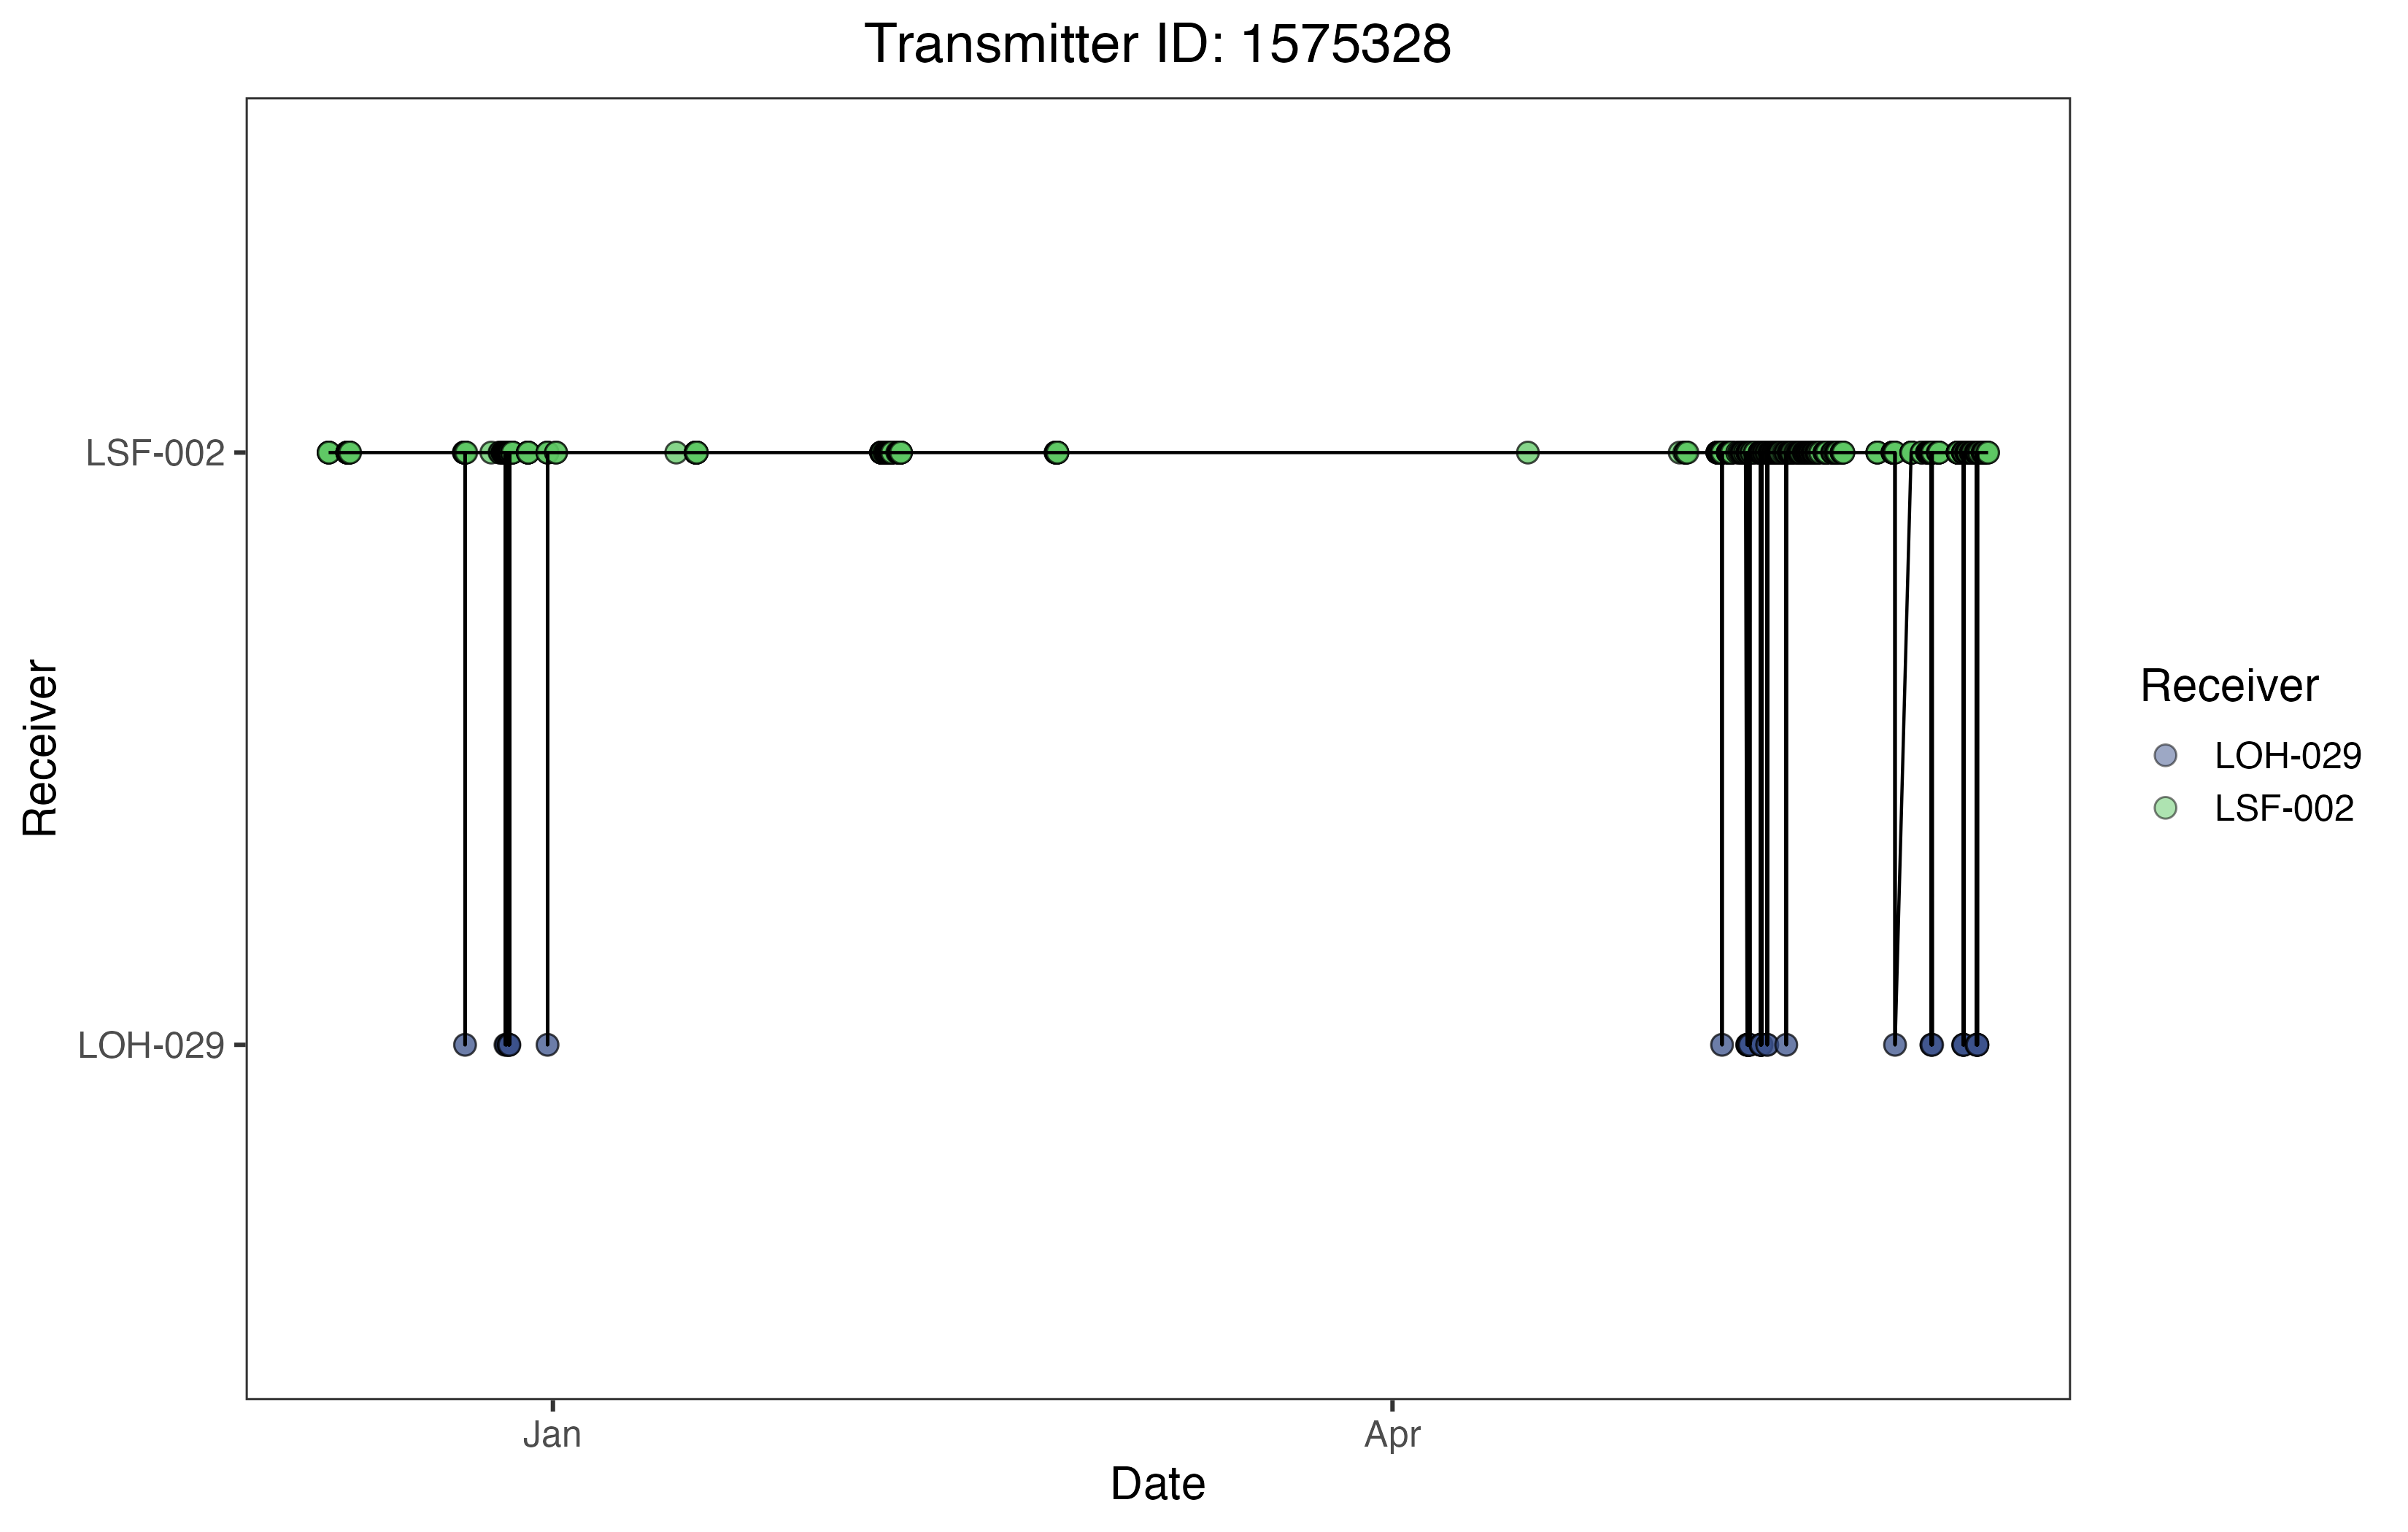 Transmitter ID: 1575328
Receiver
LSF-002
LOH-029
Jan
Apr
Date
Receiver
LOH-029
LSF-002